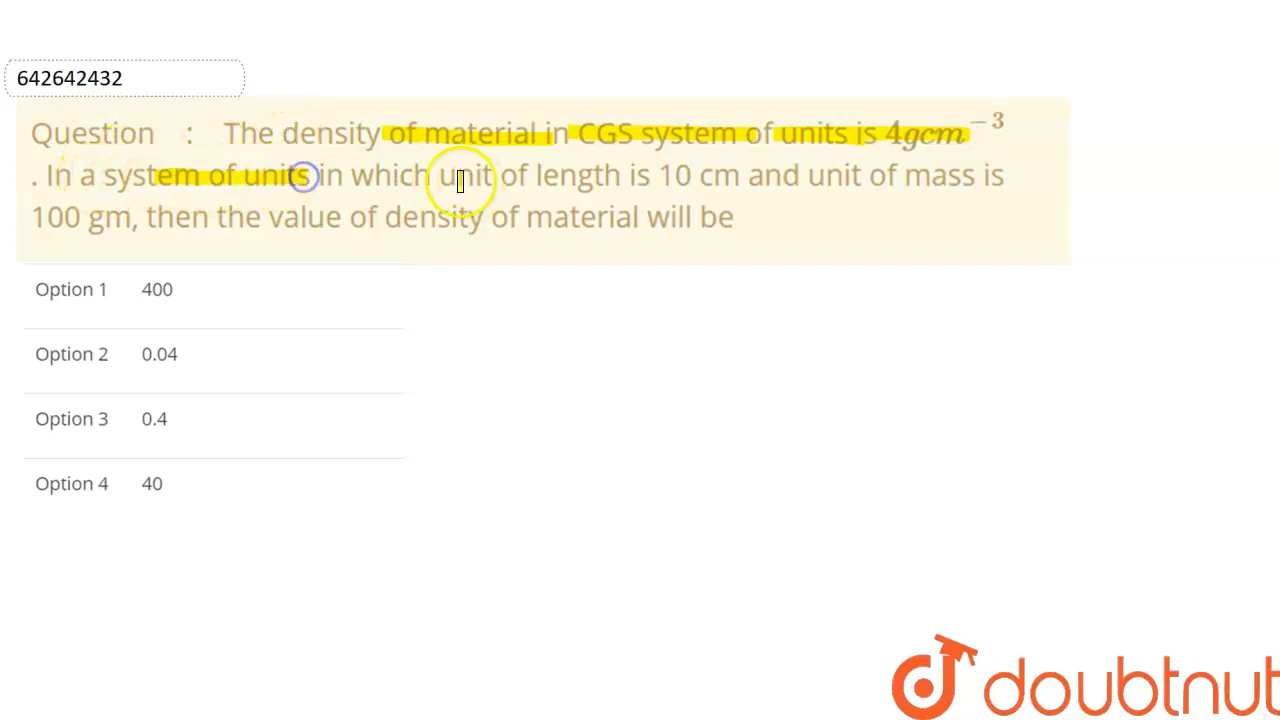 642642432
Question : The density of material in CGS system of units is 4gcm⁻³
. In a system of units in which unit of length is 10 cm and unit of mass is
100 gm, then the value of density of material will be
Option 1 400
Option 2 0.04
Option 3 0.4
Option 4 40
doubtnut